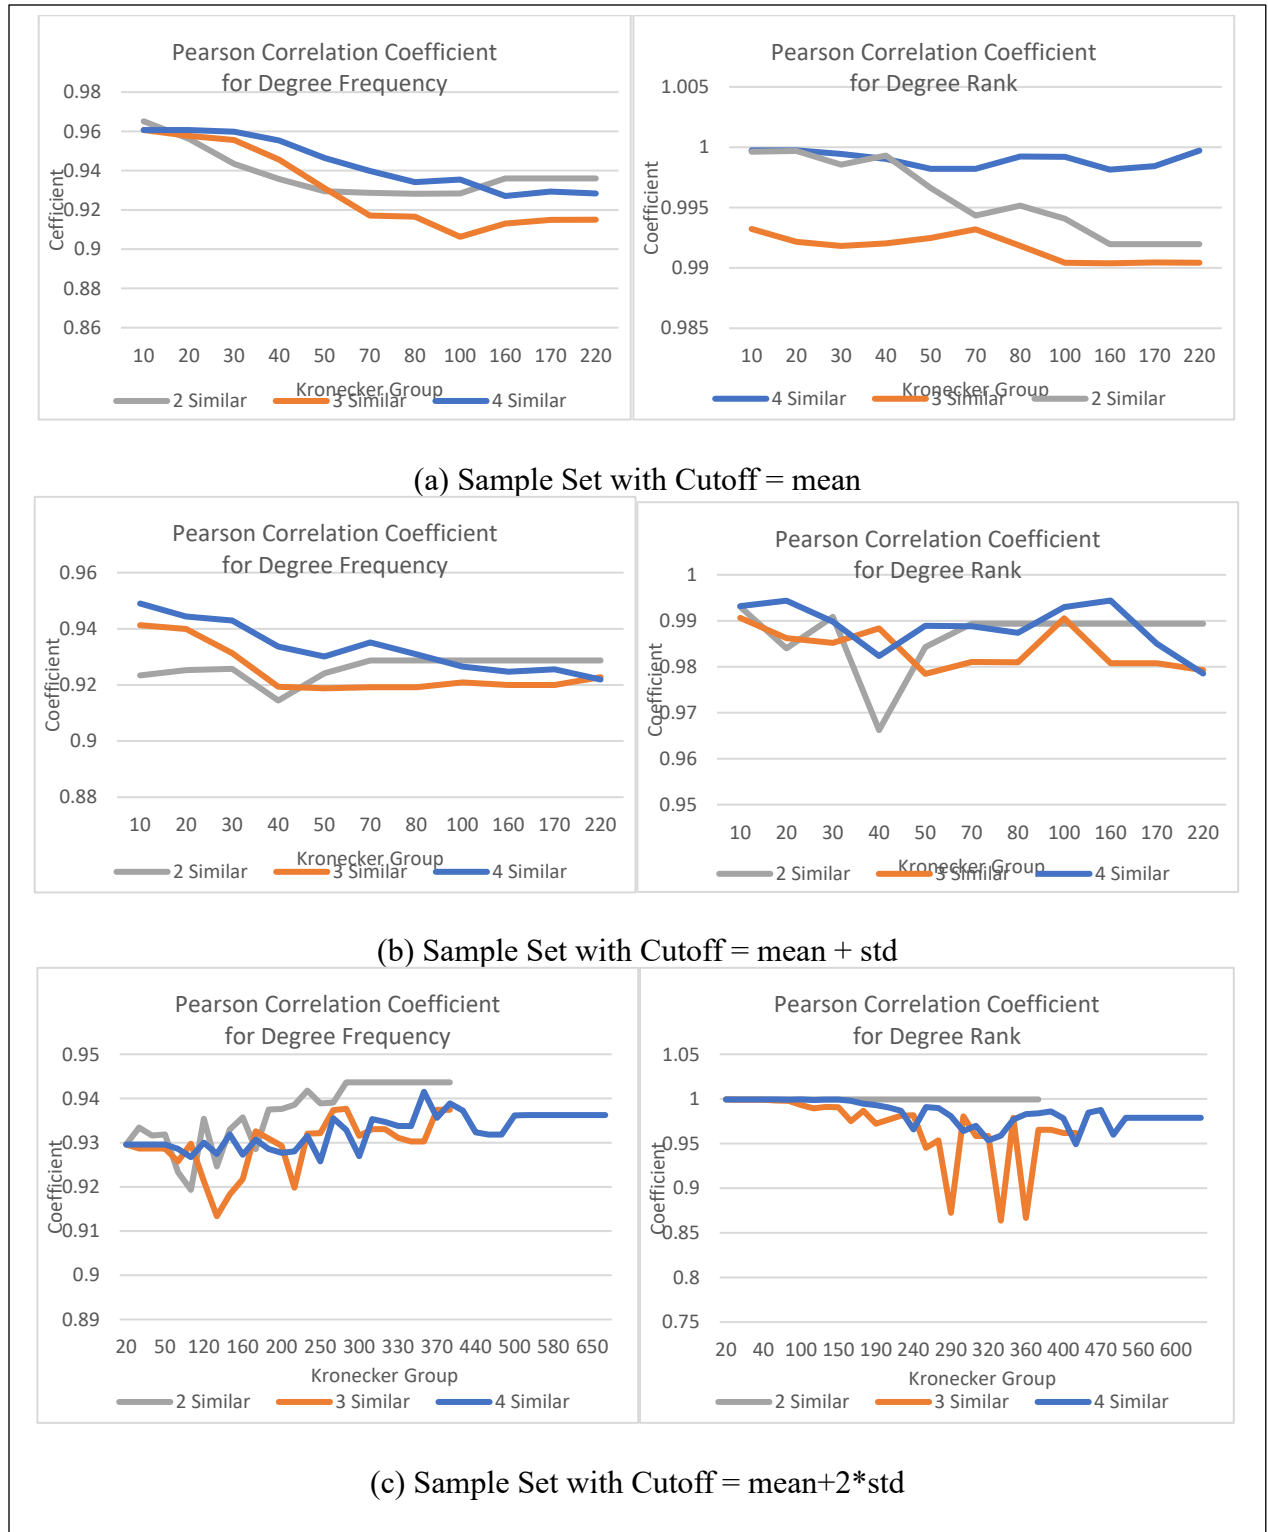 Pearson Correlation Coefficient
for Degree Frequency
0.98
0.96
0.94
0.92
0.9
0.88
0.86
Cefficient
10 20 30 40 50 70 80 100 160 170 220
Kronecker Group
2 Similar 3 Similar 4 Similar
Pearson Correlation Coefficient
for Degree Rank
1.005
1
0.995
0.99
0.985
Coefficient
10 20 30 40 50 70 80 100 160 170 220
Kronecker Group
4 Similar 3 Similar 2 Similar
(a) Sample Set with Cutoff = mean
Pearson Correlation Coefficient
for Degree Frequency
0.96
0.94
0.92
0.9
0.88
Coefficient
10 20 30 40 50 70 80 100 160 170 220
Kronecker Group
2 Similar 3 Similar 4 Similar
Pearson Correlation Coefficient
for Degree Rank
1
0.99
0.98
0.97
0.96
0.95
Coefficient
10 20 30 40 50 70 80 100 160 170 220
Kronecker Group
2 Similar 3 Similar 4 Similar
(b) Sample Set with Cutoff = mean + std
Pearson Correlation Coefficient
for Degree Frequency
0.95
0.94
0.93
0.92
0.91
0.9
0.89
Coefficient
20 50 120 160 200 250 300 330 370 440 500 580 650
Kronecker Group
2 Similar 3 Similar 4 Similar
Pearson Correlation Coefficient
for Degree Rank
1.05
1
0.95
0.9
0.85
0.8
0.75
Coefficient
20 40 100 150 190 240 290 320 360 400 470 560 600
Kronecker Group
2 Similar 3 Similar 4 Similar
(c) Sample Set with Cutoff = mean+2*std